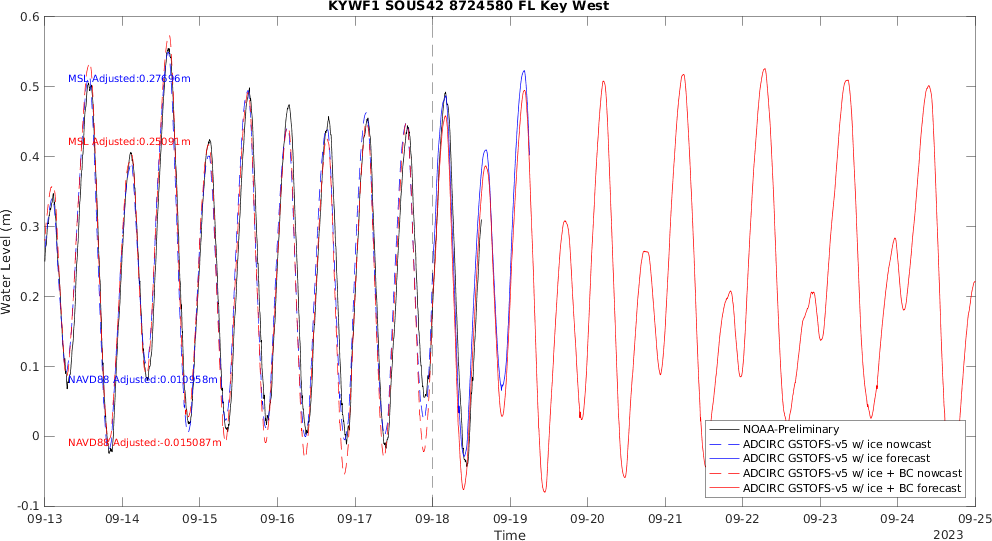 KYWF1 SOUS42 8724580 FL Key West
0.6
0.5
0.4
0.3
0.2
0.1
0
-0.1
Water Level (m)
MSL Adjusted:0.27696m
MSL Adjusted:0.25091m
NAVD88 Adjusted:0.010958m
NAVD88 Adjusted:-0.015087m
NOAA-Preliminary
ADCIRC GSTOFS-v5 w/ ice nowcast
ADCIRC GSTOFS-v5 w/ ice forecast
ADCIRC GSTOFS-v5 w/ ice + BC nowcast
ADCIRC GSTOFS-v5 w/ ice + BC forecast
09-13 09-14 09-15 09-16 09-17 09-18 09-19 09-20 09-21 09-22 09-23 09-24 09-25
Time
2023